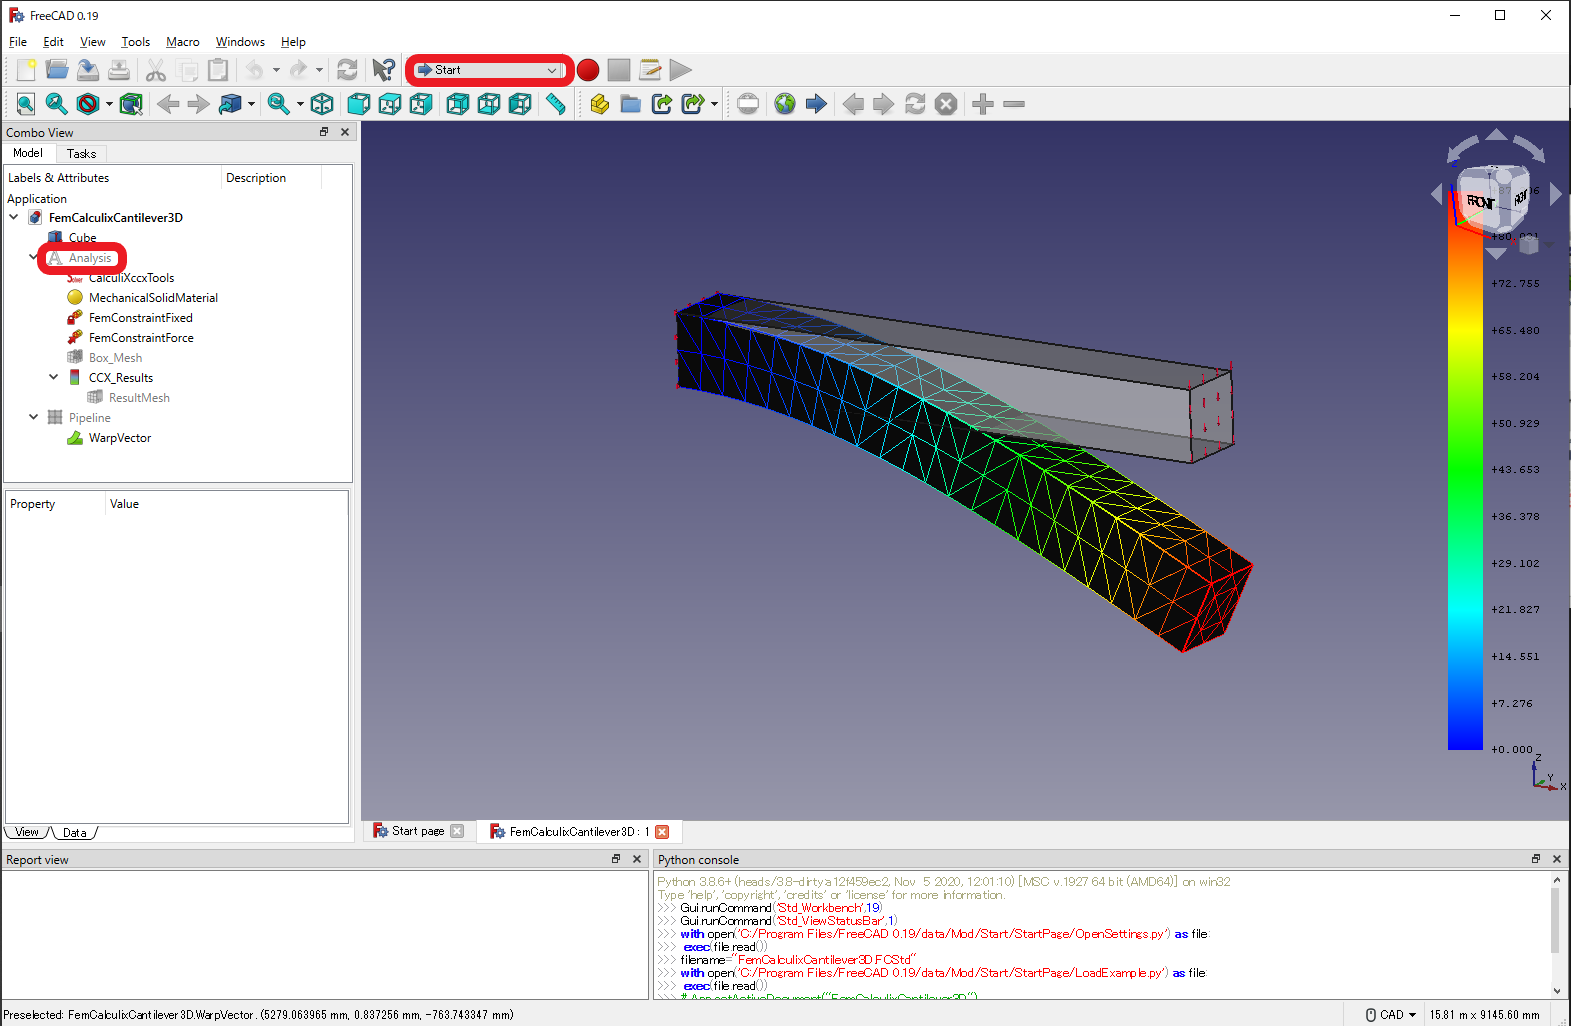 FreeCAD 0.19
File Edit View Tools Macro Windows Help
Start
Combo View
Model Tasks
Labels & Attributes Description
Application
FemCalculixCantilever3D
Cube
Analysis
CalculiXccxTools
MechanicalSolidMaterial
FemConstraintFixed
FemConstraintForce
Box_Mesh
CCX_Results
ResultMesh
Pipeline
WarpVector
Property Value
View Data
FRONT
RIGHT
Z
+72.755
+65.480
+58.204
+50.929
+43.653
+36.378
+29.102
+21.827
+14.551
+7.276
+0.000
Z
Y
X
Start page
FemCalculixCantilever3D : 1
Report view
Python console
Python 3.8.6+ (heads/3.8-dirty:a12f459ec2, Nov  5 2020, 12:01:10) [MSC v.1927 64 bit (AMD64)] on win32
Type 'help', 'copyright', 'credits' or 'license' for more information.
>>> Gui.runCommand('Std_Workbench',19)
>>> Gui.runCommand('Std_ViewStatusBar',1)
>>> with open('C:/Program Files/FreeCAD 0.19/data/Mod/Start/StartPage/OpenSettings.py') as file:
>>>  exec(file.read())
>>> filename="FemCalculixCantilever3D.FCStd"
>>> with open('C:/Program Files/FreeCAD 0.19/data/Mod/Start/StartPage/LoadExample.py') as file:
>>>  exec(file.read())
>>> # App.setActiveDocument("FemCalculixCantilever3D")
Preselected: FemCalculixCantilever3D.WarpVector. (5279.063965 mm, 0.837256 mm, -763.743347 mm)
CAD
15.81 m x 9145.60 mm